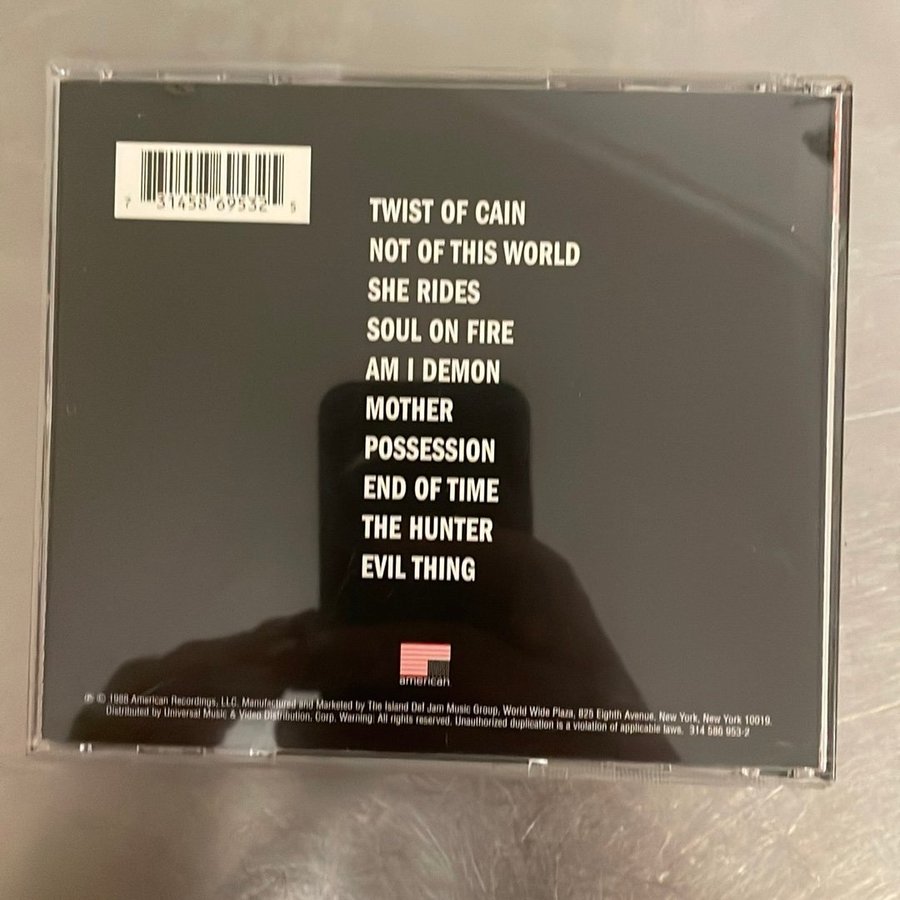 7 31458 69532 5
TWIST OF CAIN
NOT OF THIS WORLD
SHE RIDES
SOUL ON FIRE
AM I DEMON
MOTHER
POSSESSION
END OF TIME
THE HUNTER
EVIL THING
american
℗ © 1988 American Recordings, LLC. Manufactured and Marketed by The Island Def Jam Music Group, World Wide Plaza, 825 Eighth Avenue, New York, New York 10019.
Distributed by Universal Music & Video Distribution, Corp. Warning: All rights reserved. Unauthorized duplication is a violation of applicable laws. 314 586 953-2